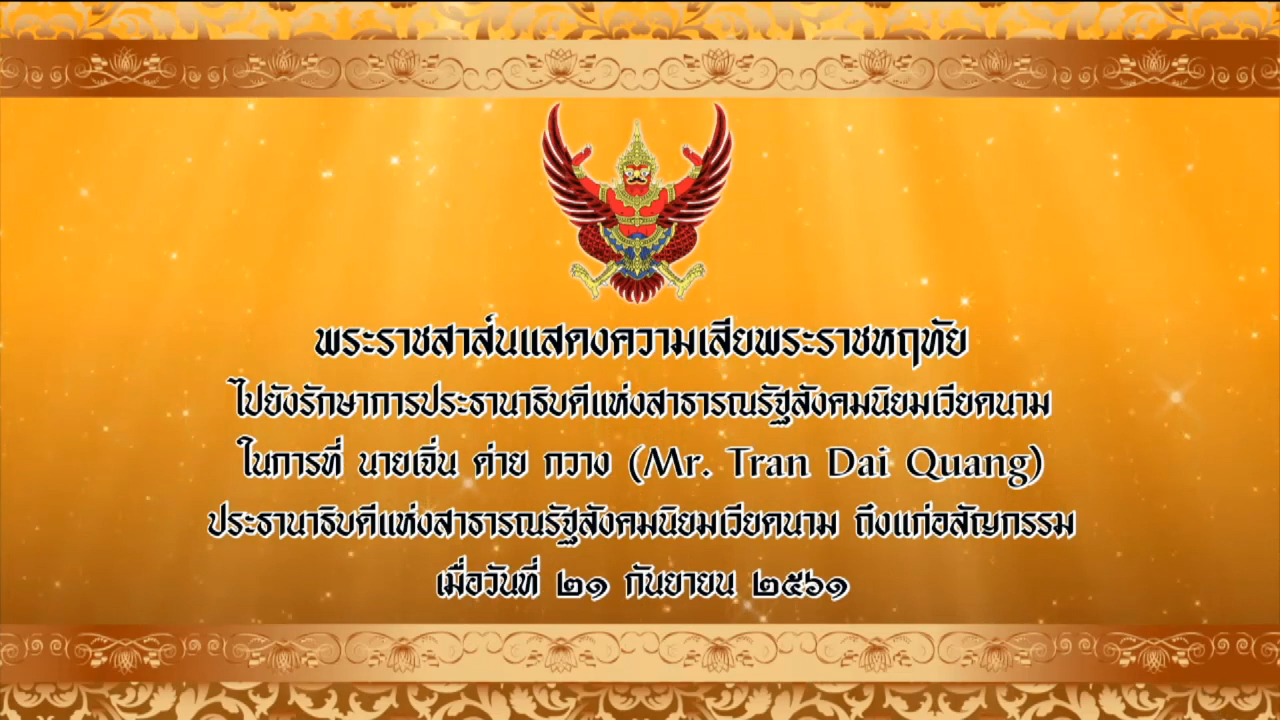 พระราชสาส์นแสดงความเสียพระราชหฤทัย
ไปยังรักษาการประธานาธิบดีแห่งสาธารณรัฐสังคมนิยมเวียดนาม
ในการที่ นายเจิ่น ด่าย กวาง (Mr. Tran Dai Quang)
ประธานาธิบดีแห่งสาธารณรัฐสังคมนิยมเวียดนาม ถึงแก่อสัญกรรม
เมื่อวันที่ ๒๑ กันยายน ๒๕๖๑